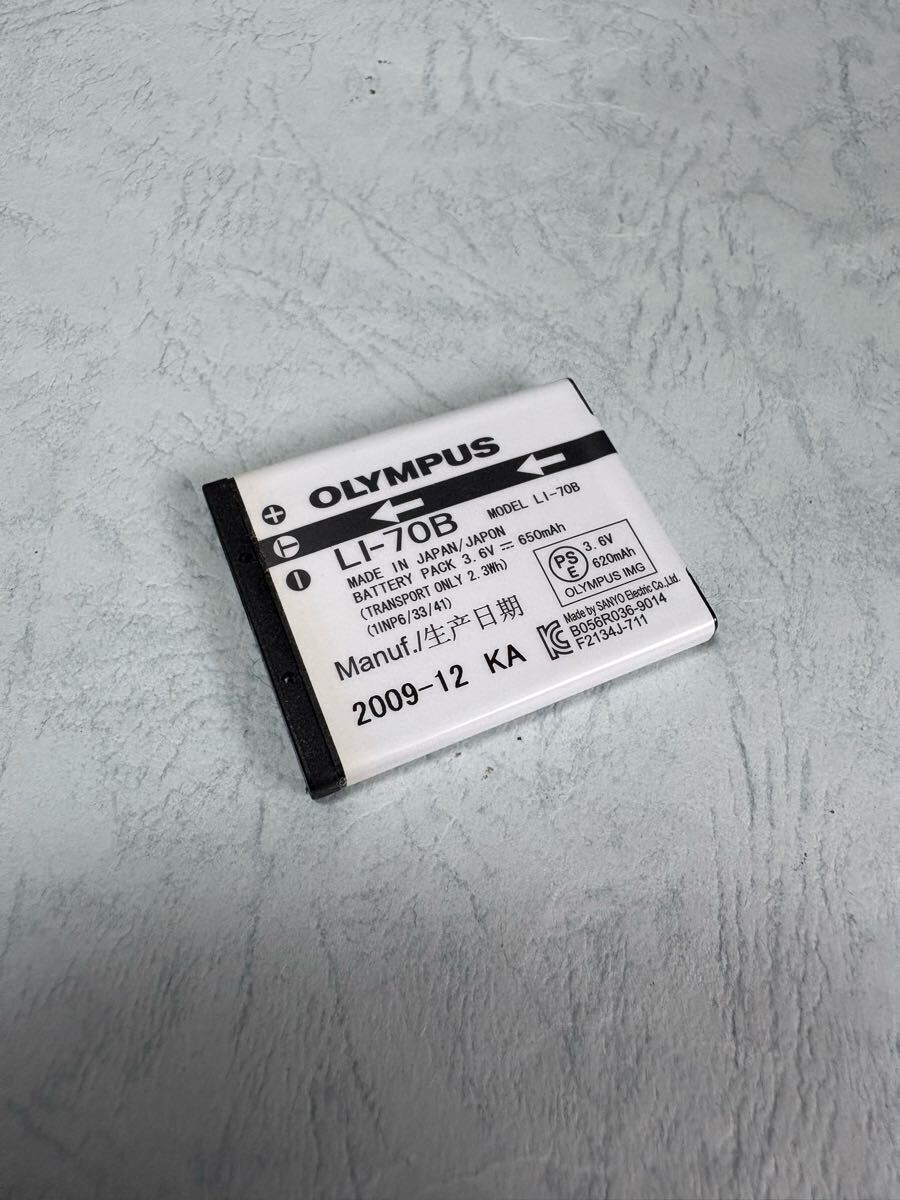 OLYMPUS
LI-70B
MODEL LI-70B
MADE IN JAPAN/JAPON
BATTERY PACK 3.6V ⎓ 650mAh
(TRANSPORT ONLY 2.3Wh)
(1INP6/33/41)
Manuf./生产日期
2009-12 KA
PSE
3.6V
620mAh
OLYMPUS IMG
Made by SANYO Electric Co.,Ltd.
B056R036-9014
F2134J-711